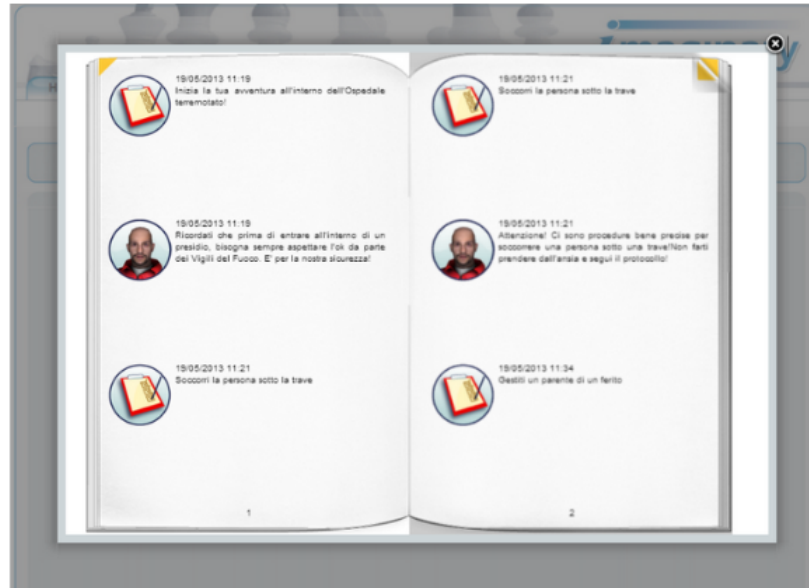 imaginary
19/05/2013 11:19
Inizia la tua avventura all'interno dell'Ospedale
terremotato!
19/05/2013 11:19
Ricordati che prima di entrare all'interno di un
presidio, bisogna sempre aspettare l'ok da parte
dei Vigili del Fuoco. E' per la nostra sicurezza!
19/05/2013 11:21
Soccorri la persona sotto la trave
1
19/05/2013 11:21
Soccorri la persona sotto la trave
19/05/2013 11:21
Attenzione! Ci sono procedure bene precise per
soccorrere una persona sotto una trave!Non farti
prendere dall'ansia e segui il protocollo!
19/05/2013 11:34
Gestiti un parente di un ferito
2